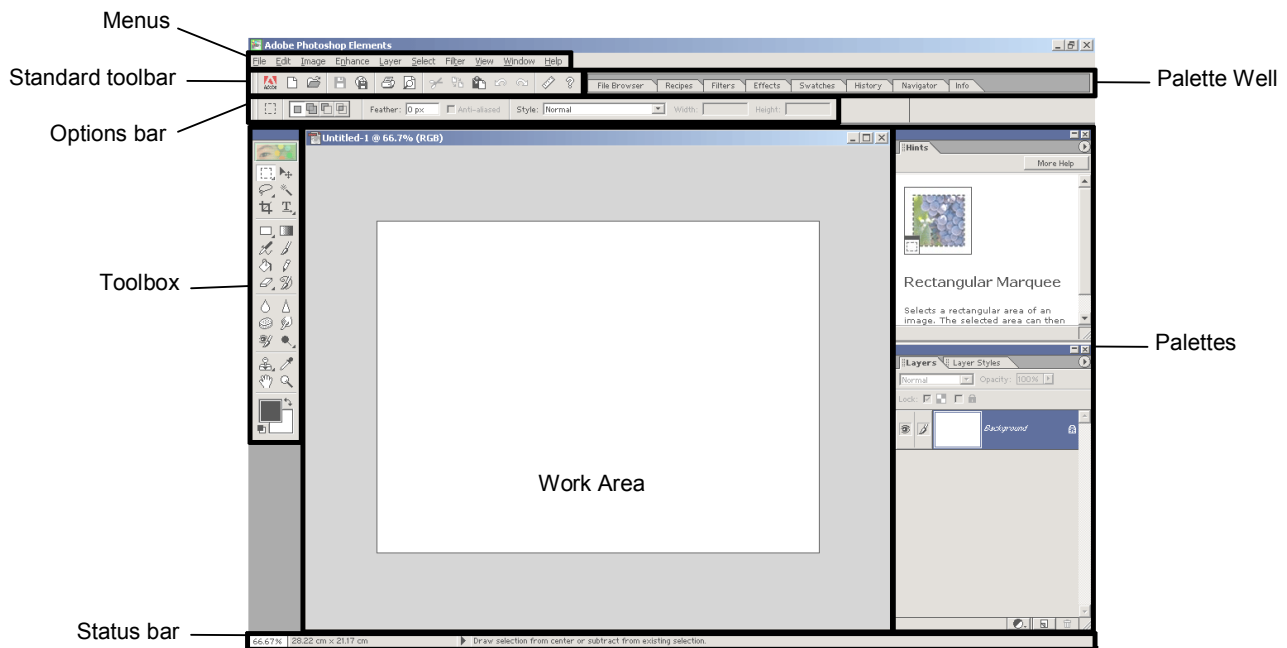 Menus
Adobe Photoshop Elements
File Edit Image Enhance Layer Select Filter View Window Help
Standard toolbar
Adobe
File Browser Recipes Filters Effects Swatches History Navigator Info
Palette Well
Options bar
Feather: 0 px Anti-aliased Style: Normal Width: Height:
Untitled-1 @ 66.7% (RGB)
Hints
More Help
Toolbox
Rectangular Marquee
Selects a rectangular area of an
image. The selected area can then
Palettes
Layers Layer Styles
Normal Opacity: 100%
Lock:
Background
Work Area
Status bar
66.67% 28.22 cm x 21.17 cm Draw selection from center or subtract from existing selection.